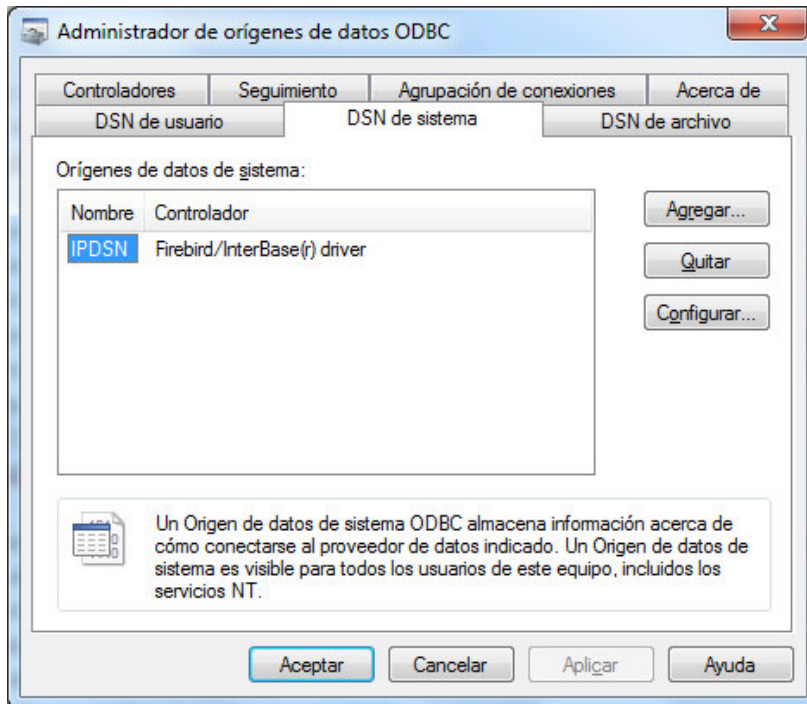 Administrador de orígenes de datos ODBC
Controladores Seguimiento Agrupación de conexiones Acerca de
DSN de usuario DSN de sistema DSN de archivo
Orígenes de datos de sistema:
Nombre Controlador
IPDSN Firebird/InterBase(r) driver
Agregar...
Quitar
Configurar...
Un Origen de datos de sistema ODBC almacena información acerca de
cómo conectarse al proveedor de datos indicado. Un Origen de datos de
sistema es visible para todos los usuarios de este equipo, incluidos los
servicios NT.
Aceptar Cancelar Aplicar Ayuda